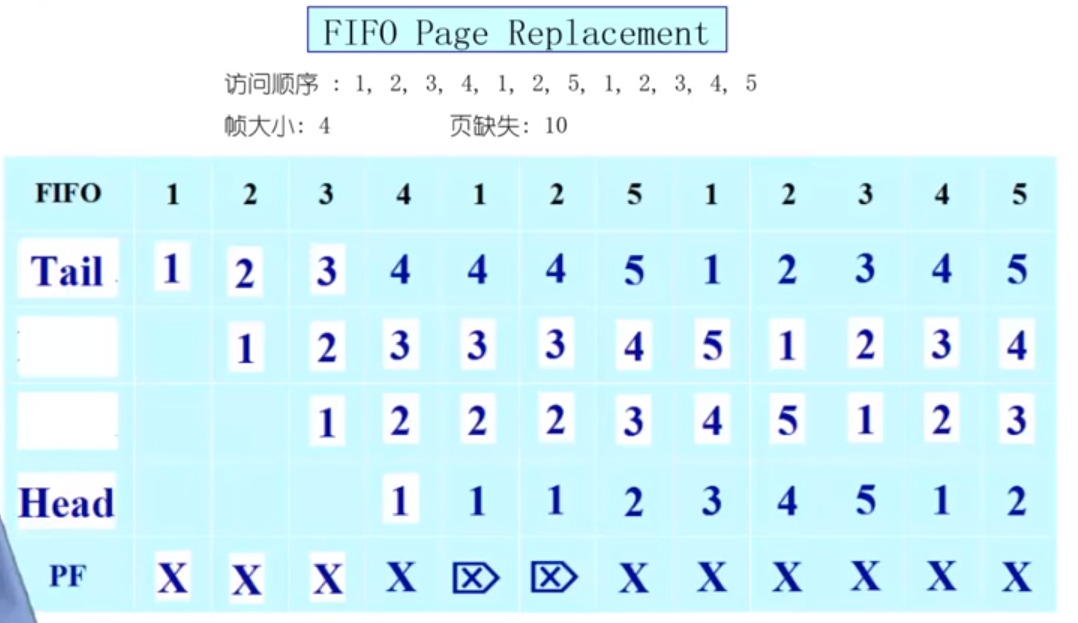 FIFO Page Replacement
访问顺序 : 1, 2, 3, 4, 1, 2, 5, 1, 2, 3, 4, 5
帧大小: 4 页缺失: 10
FIFO 1 2 3 4 1 2 5 1 2 3 4 5
Tail 1 2 3 4 4 4 5 1 2 3 4 5
1 2 3 3 3 4 5 1 2 3 4
1 2 2 2 3 4 5 1 2 3
Head 1 1 1 2 3 4 5 1 2
PF X X X X ⌦ ⌦ X X X X X X